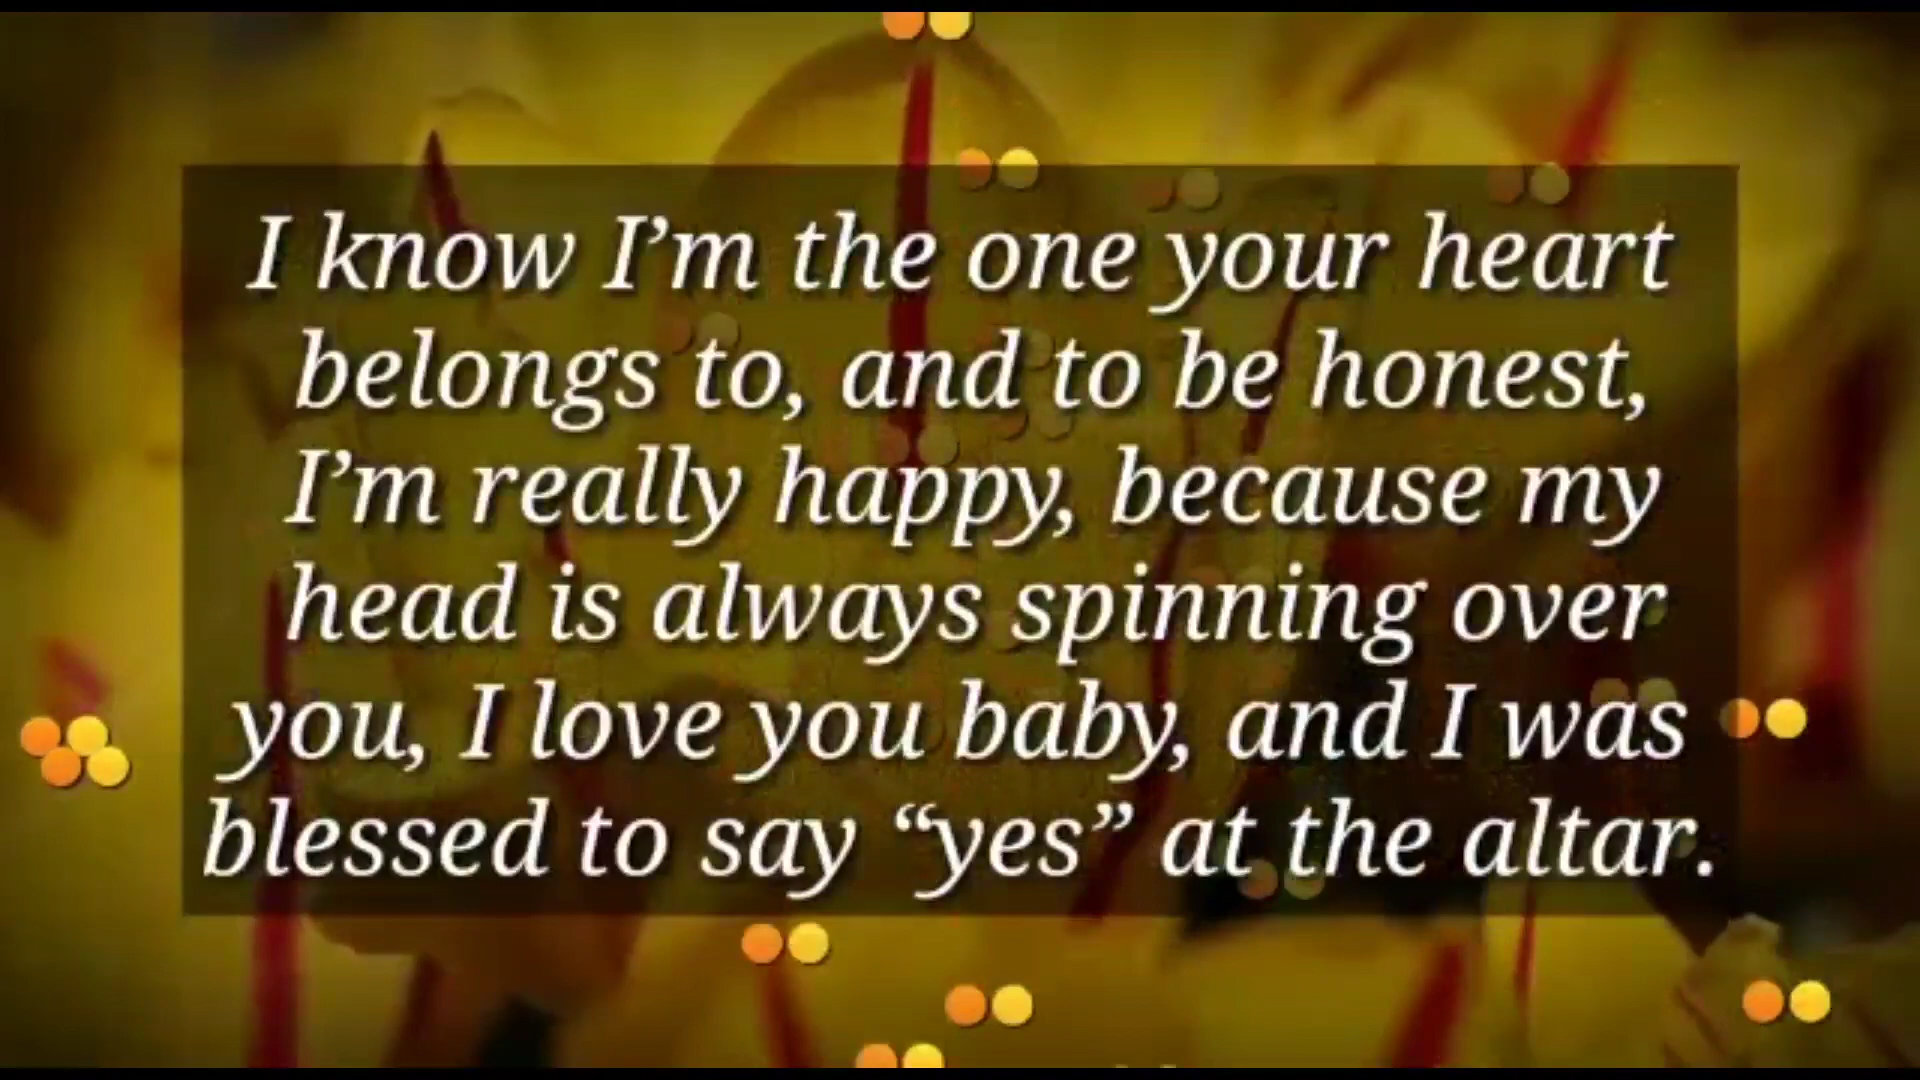 I know I’m the one your heart
belongs to, and to be honest,
I’m really happy, because my
head is always spinning over
you, I love you baby, and I was
blessed to say “yes” at the altar.